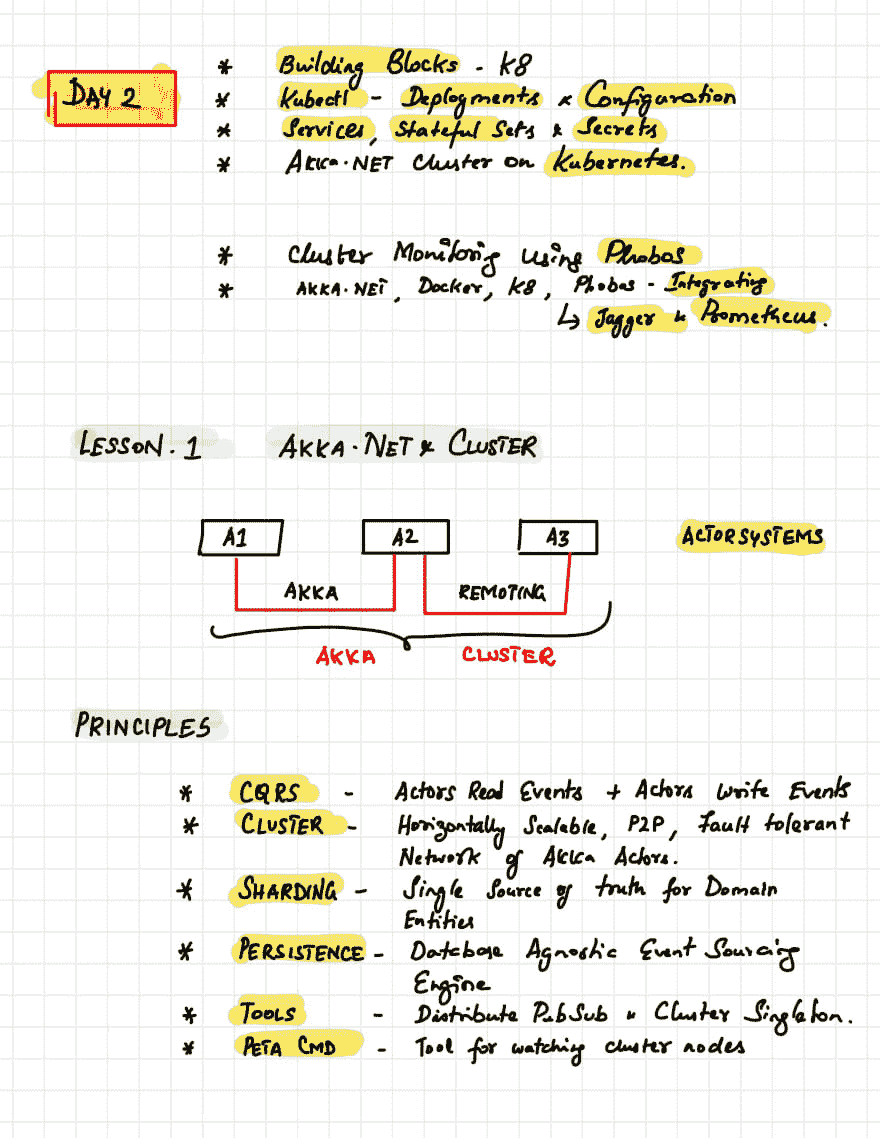 DAY 2
* Building Blocks - K8
* Kubectl - Deployments & Configuration
* Services, Stateful Sets & Secrets
* AKKA.NET Cluster on Kubernetes.
* Cluster Monitoring using Phobos
* AKKA.NET, Docker, K8, Phobos - Integrating
↳ Jagger & Prometheus.
LESSON.1 AKKA.NET & CLUSTER
A1 A2 A3 ACTORSYSTEMS
AKKA REMOTING
AKKA CLUSTER
PRINCIPLES
* CQRS - Actors Read Events + Actors Write Events
* CLUSTER - Horizontally Scalable, P2P, Fault tolerant
Network of Akka Actors.
* SHARDING - Single Source of truth for Domain
Entities
* PERSISTENCE - Database Agnostic Event Sourcing
Engine
* TOOLS - Distribute PubSub & Cluster Singleton.
* PETA CMD - Tool for watching cluster nodes